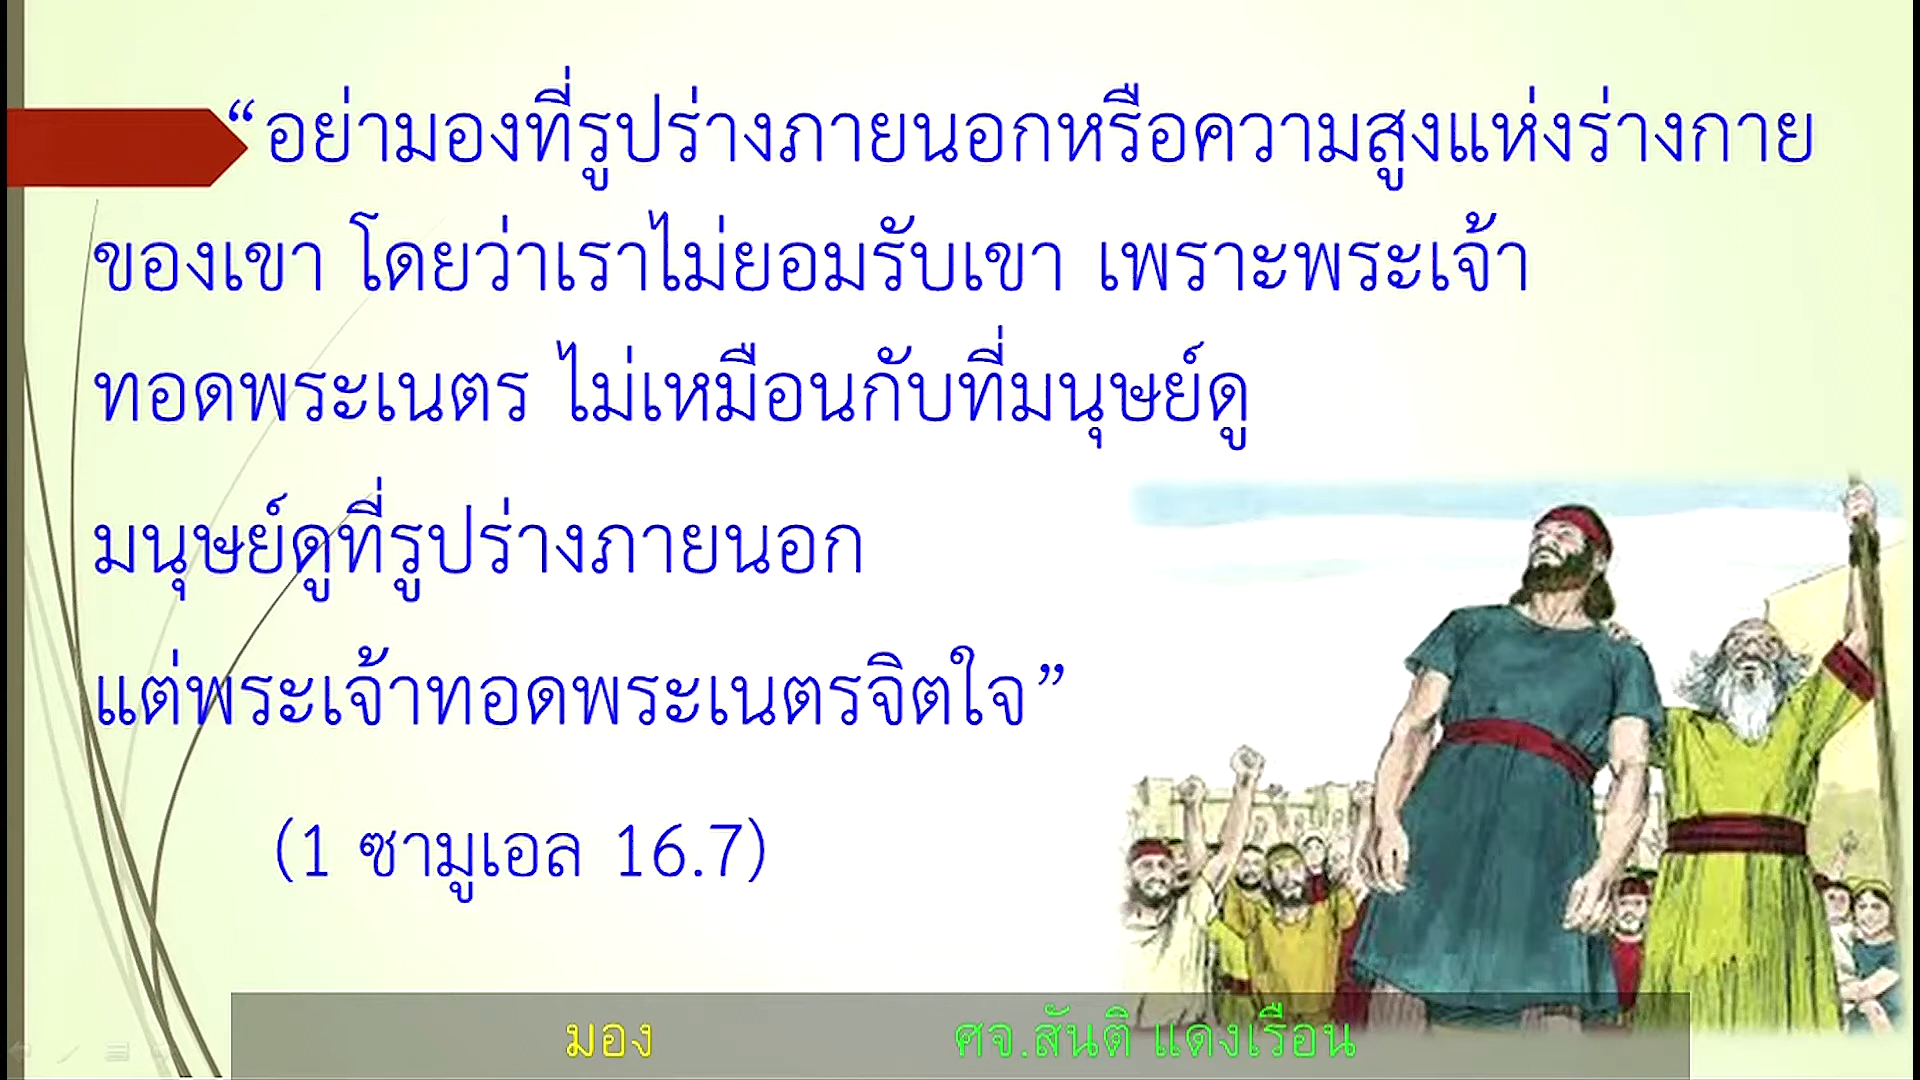 “อย่ามองที่รูปร่างภายนอกหรือความสูงแห่งร่างกาย
ของเขา โดยว่าเราไม่ยอมรับเขา เพราะพระเจ้า
ทอดพระเนตร ไม่เหมือนกับที่มนุษย์ดู
มนุษย์ดูที่รูปร่างภายนอก
แต่พระเจ้าทอดพระเนตรจิตใจ”
(1 ซามูเอล 16.7)
มอง ศจ.สันติ แดงเรือน